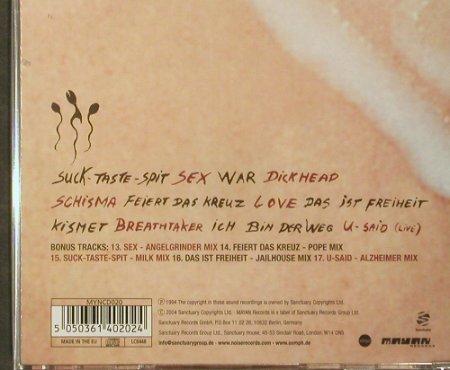 SUCK-TASTE-SPIT SEX WAR DICKHEAD
SCHISMA FEIERT DAS KREUZ LOVE DAS IST FREIHEIT
KISMET BREATHTAKER ICH BIN DER WEG U-SAID (LIVE)
BONUS TRACKS: 13. SEX - ANGELGRINDER MIX 14. FEIERT DAS KREUZ - POPE MIX
15. SUCK-TASTE-SPIT - MILK MIX 16. DAS IST FREIHEIT - JAILHOUSE MIX 17. U-SAID - ALZHEIMER MIX
MYNCD020
5 050361 402024
MADE IN THE EU
LC6448
℗ 1994 The copyright in these sound recordings is owned by Sanctuary Copyrights Ltd.
© 2004 Sanctuary Copyrights Ltd. MAYAN Records is a label of Sanctuary Records Group Ltd.
Sanctuary Records GmbH, PO Box 11 02 28, 10832 Berlin, Germany
Sanctuary Records Group Ltd., Sanctuary House, 45-53 Sinclair Road, London, W14 0NS
info@sanctuarygroup.de, www.noiserecords.com www.oomph.de
MAYAN
RECORDS
Sanctuary